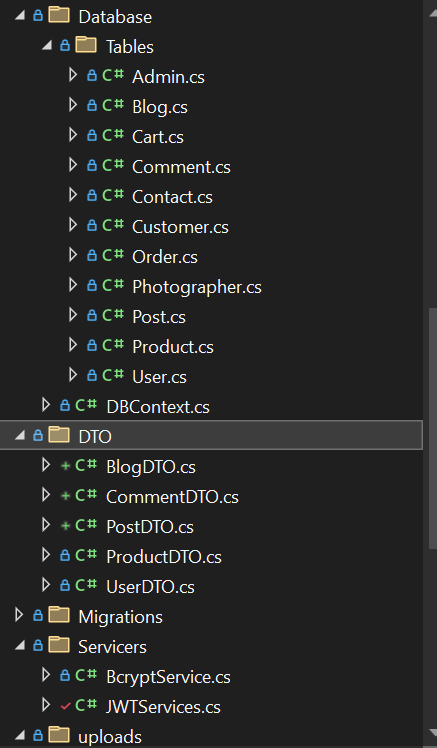 Database
Tables
C# Admin.cs
C# Blog.cs
C# Cart.cs
C# Comment.cs
C# Contact.cs
C# Customer.cs
C# Order.cs
C# Photographer.cs
C# Post.cs
C# Product.cs
C# User.cs
C# DBContext.cs
DTO
C# BlogDTO.cs
C# CommentDTO.cs
C# PostDTO.cs
C# ProductDTO.cs
C# UserDTO.cs
Migrations
Servicers
C# BcryptService.cs
C# JWTServices.cs
uploads